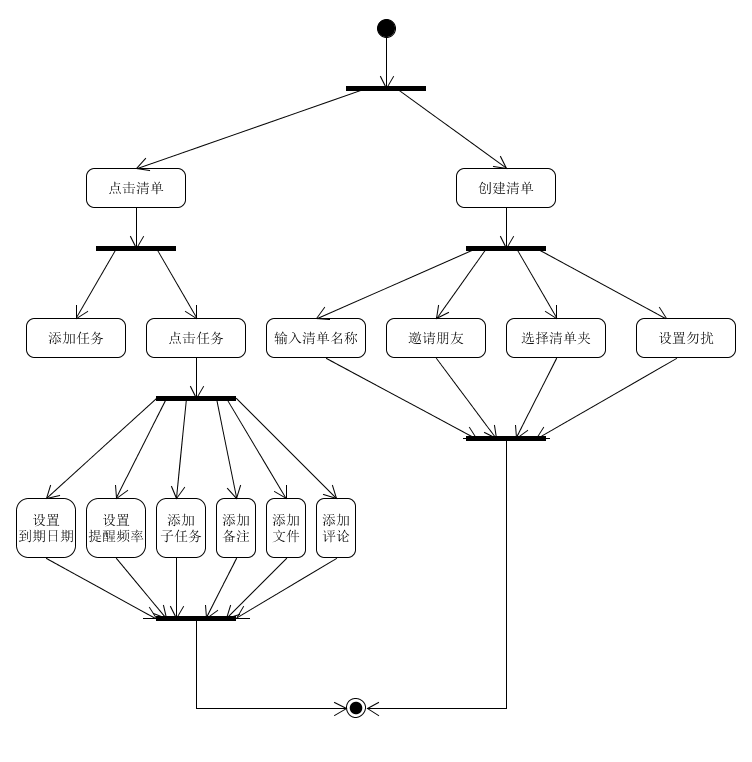 点击清单
创建清单
添加任务
点击任务
输入清单名称
邀请朋友
选择清单夹
设置勿扰
设置
到期日期
设置
提醒频率
添加
子任务
添加
备注
添加
文件
添加
评论